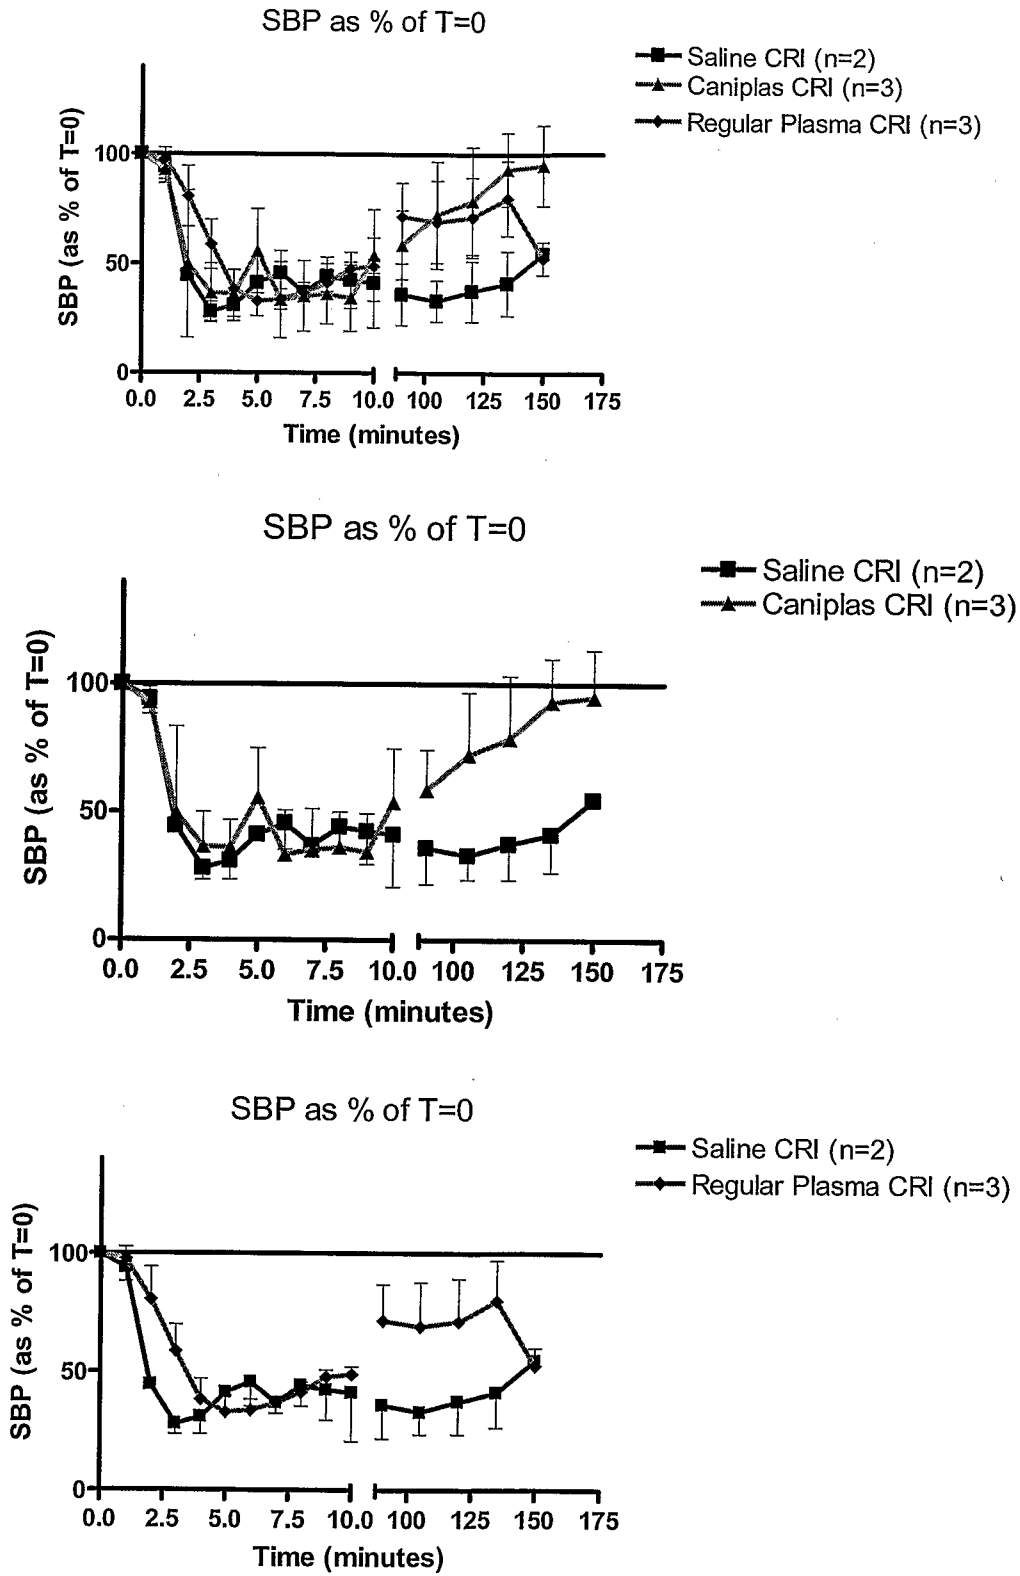 SBP as % of T=0
Saline CRI (n=2)
Caniplas CRI (n=3)
Regular Plasma CRI (n=3)
SBP (as % of T=0)
100
50
0
0.0 2.5 5.0 7.5 10.0 100 125 150 175
Time (minutes)
SBP as % of T=0
Saline CRI (n=2)
Caniplas CRI (n=3)
SBP (as % of T=0)
100
50
0
0.0 2.5 5.0 7.5 10.0 100 125 150 175
Time (minutes)
SBP as % of T=0
Saline CRI (n=2)
Regular Plasma CRI (n=3)
SBP (as % of T=0)
100
50
0
0.0 2.5 5.0 7.5 10.0 100 125 150 175
Time (minutes)